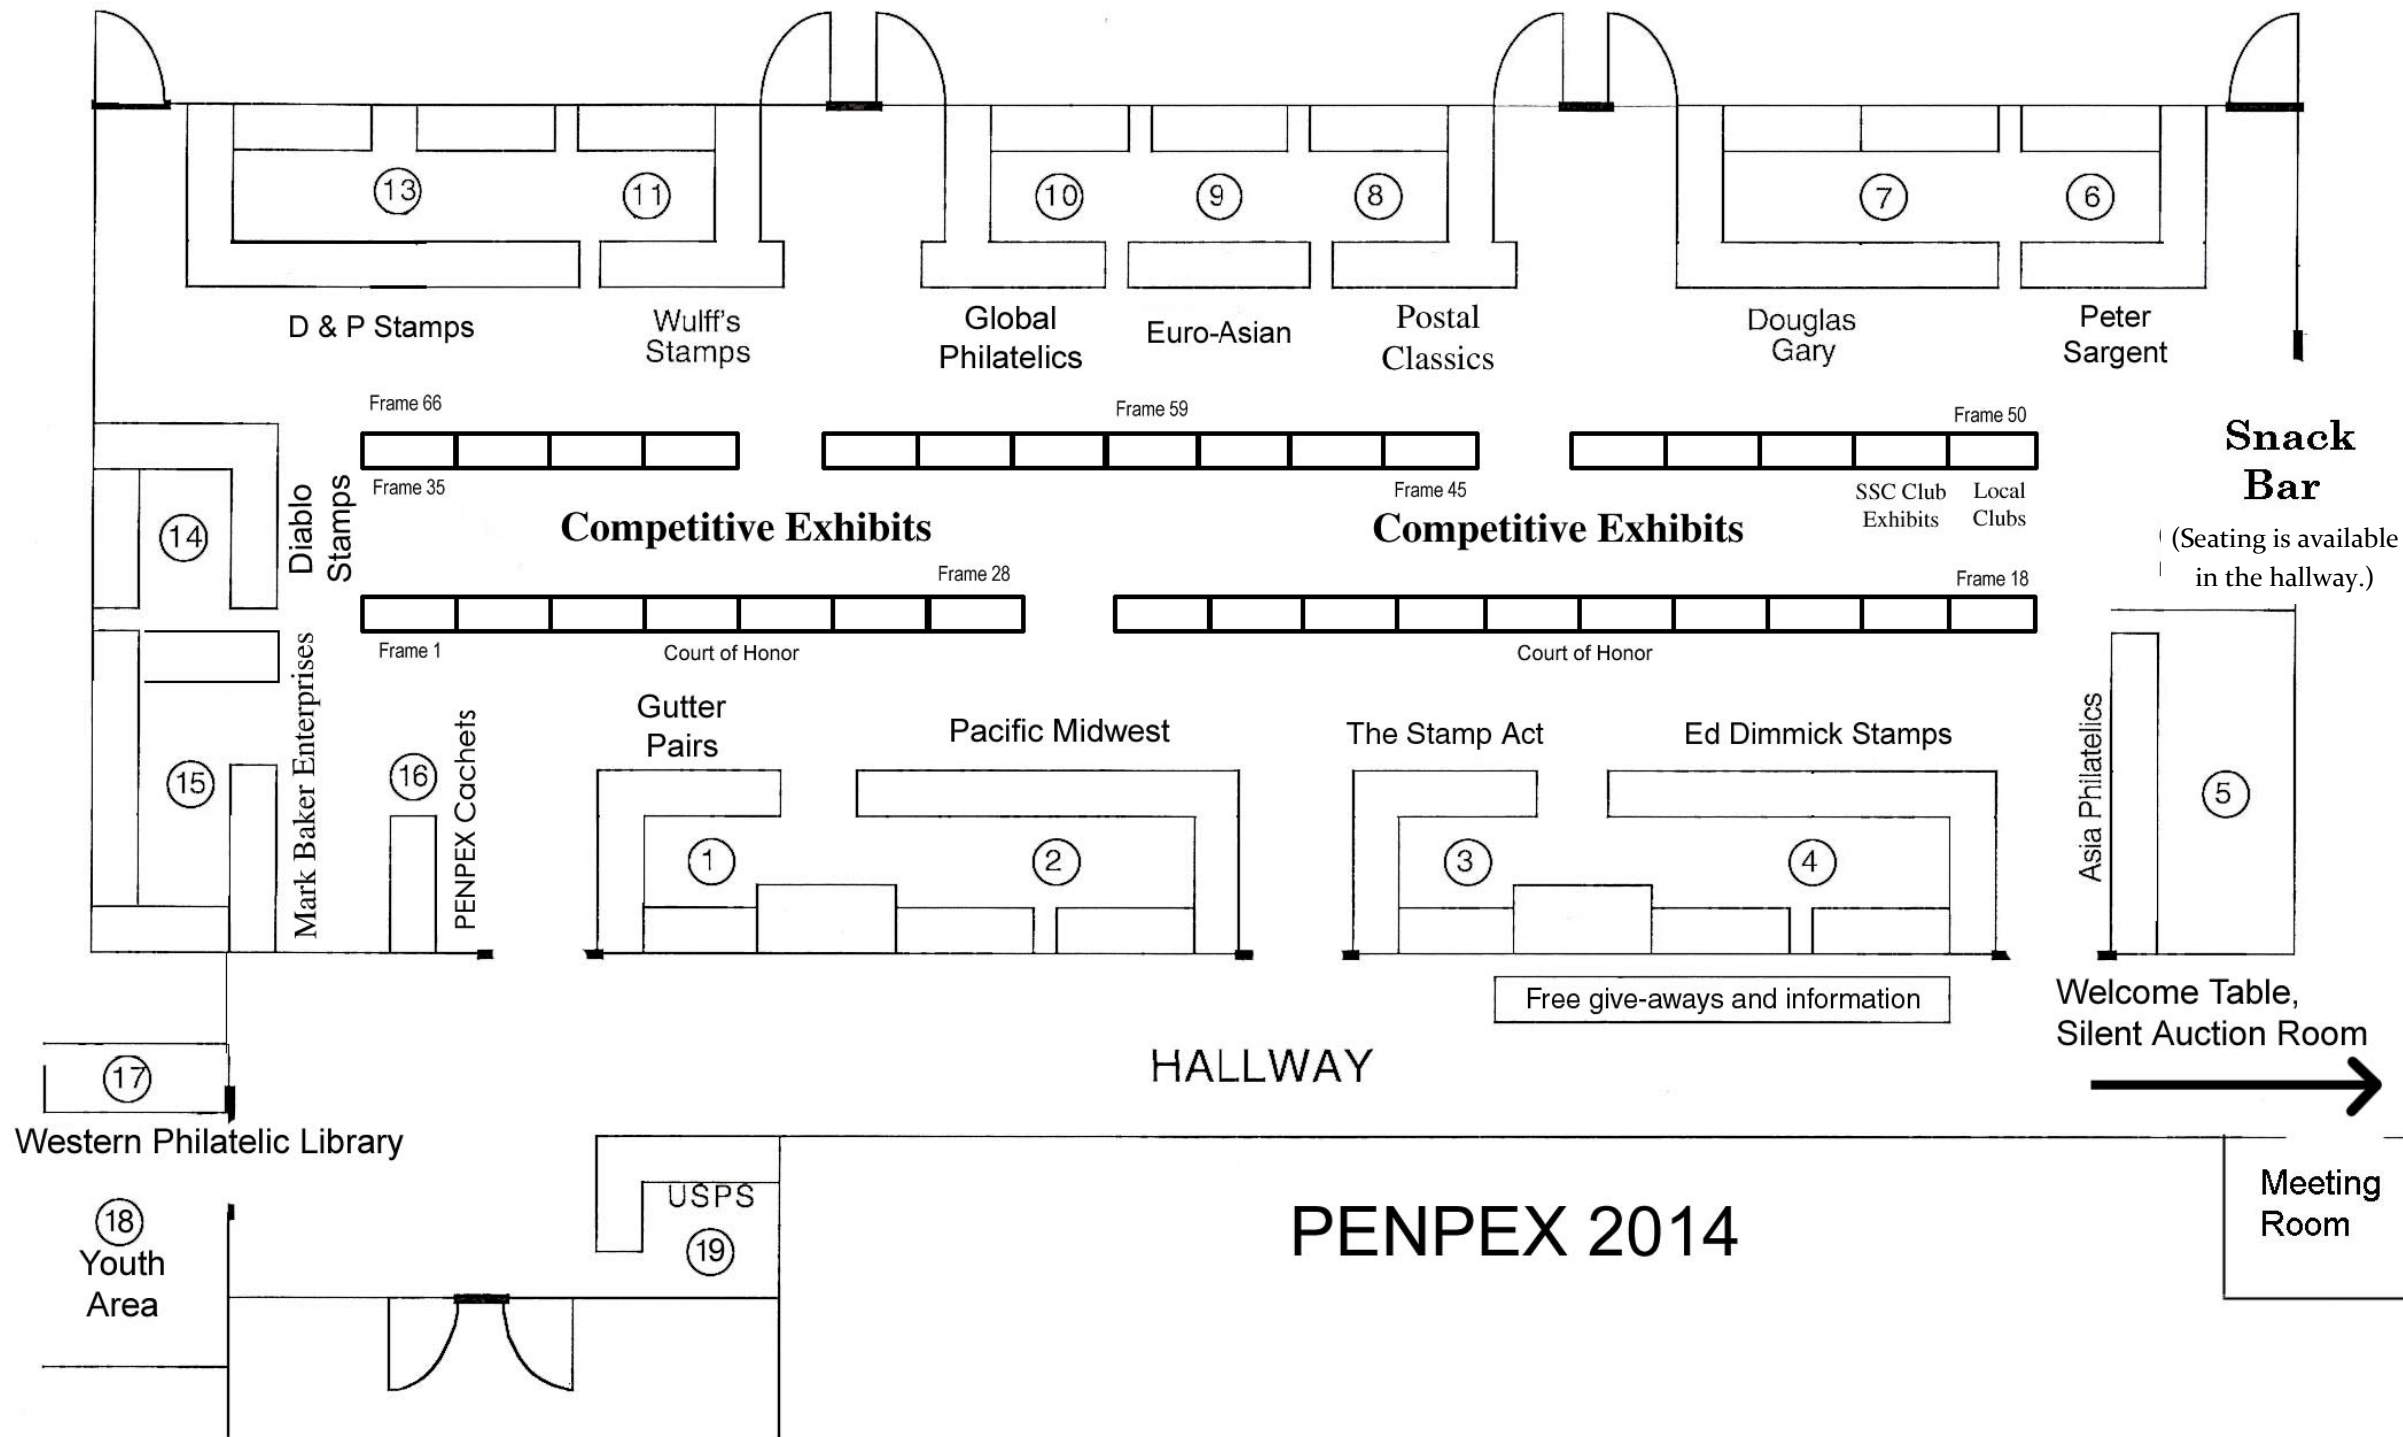 13
11
10
9
8
7
6
D & P Stamps
Wulff's
Stamps
Global
Philatelics
Euro-Asian
Postal
Classics
Douglas
Gary
Peter
Sargent
Frame 66
Frame 59
Frame 50
Frame 35
Frame 45
SSC Club
Exhibits
Local
Clubs
Snack
Bar
(Seating is available
in the hallway.)
14
Diablo
Stamps
Competitive Exhibits
Competitive Exhibits
Frame 28
Frame 18
Frame 1
Court of Honor
Court of Honor
15
Mark Baker Enterprises
16
PENPEX Cachets
Gutter
Pairs
Pacific Midwest
The Stamp Act
Ed Dimmick Stamps
1
2
3
4
Asia Philatelics
5
Free give-aways and information
Welcome Table,
Silent Auction Room
HALLWAY
17
Western Philatelic Library
18
Youth
Area
USPS
19
PENPEX 2014
Meeting
Room